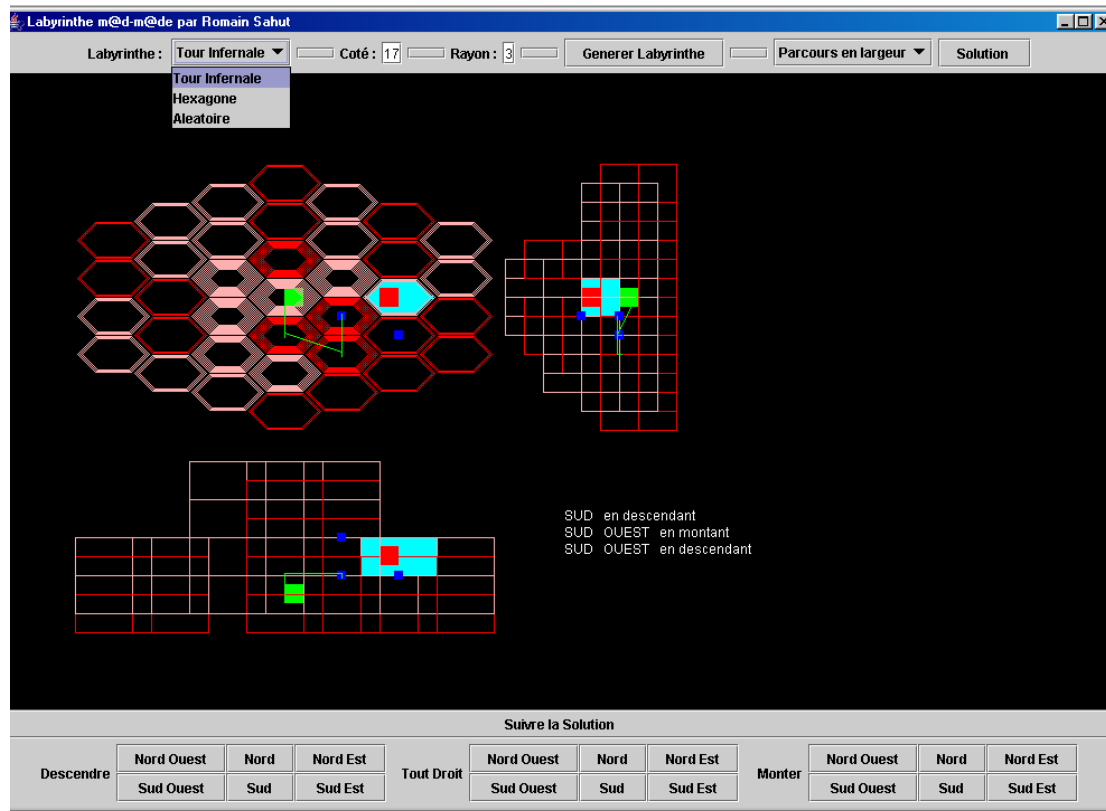 Labyrinthe m@d-m@de par Romain Sahut
Labyrinthe : Tour Infernale Coté : 17 Rayon : 3 Generer Labyrinthe Parcours en largeur Solution
Tour Infernale
Hexagone
Aleatoire
SUD en descendant
SUD OUEST en montant
SUD OUEST en descendant
Suivre la Solution
Descendre Nord Ouest Nord Nord Est Tout Droit Nord Ouest Nord Nord Est Monter Nord Ouest Nord Nord Est
Sud Ouest Sud Sud Est Sud Ouest Sud Sud Est Sud Ouest Sud Sud Est